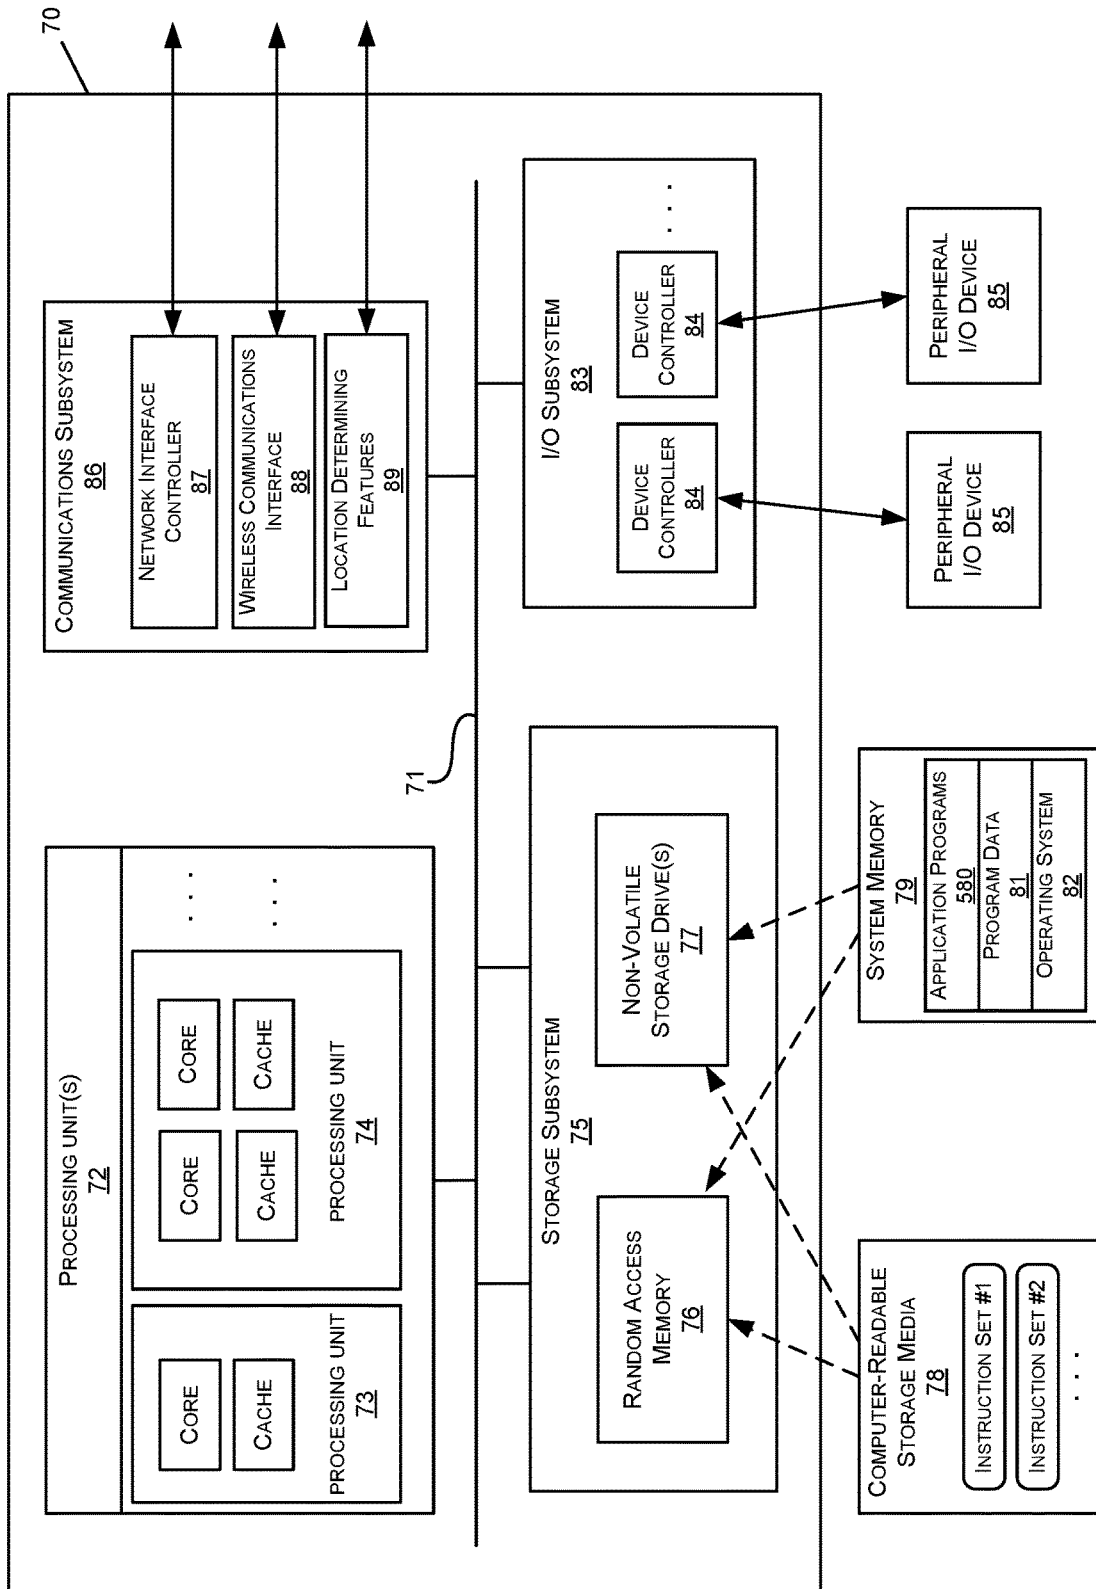 70
PROCESSING UNIT(S)
72
CORE
CACHE
PROCESSING UNIT
73
CORE
CORE
CACHE
CACHE
PROCESSING UNIT
74
. . .
. . .
COMMUNICATIONS SUBSYSTEM
86
NETWORK INTERFACE
CONTROLLER
87
WIRELESS COMMUNICATIONS
INTERFACE
88
LOCATION DETERMINING
FEATURES
89
71
STORAGE SUBSYSTEM
75
RANDOM ACCESS
MEMORY
76
NON-VOLATILE
STORAGE DRIVE(S)
77
I/O SUBSYSTEM
83
DEVICE
CONTROLLER
84
DEVICE
CONTROLLER
84
. . .
COMPUTER-READABLE
STORAGE MEDIA
78
INSTRUCTION SET #1
INSTRUCTION SET #2
. . .
SYSTEM MEMORY
79
APPLICATION PROGRAMS
580
PROGRAM DATA
81
OPERATING SYSTEM
82
PERIPHERAL
I/O DEVICE
85
PERIPHERAL
I/O DEVICE
85